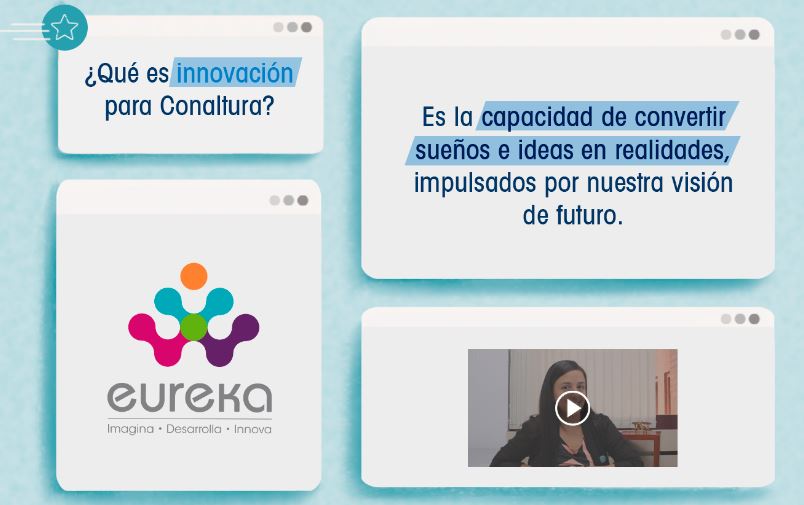 ¿Qué es innovación
para Conaltura?
Es la capacidad de convertir
sueños e ideas en realidades,
impulsados por nuestra visión
de futuro.
eureka
Imagina • Desarrolla • Innova